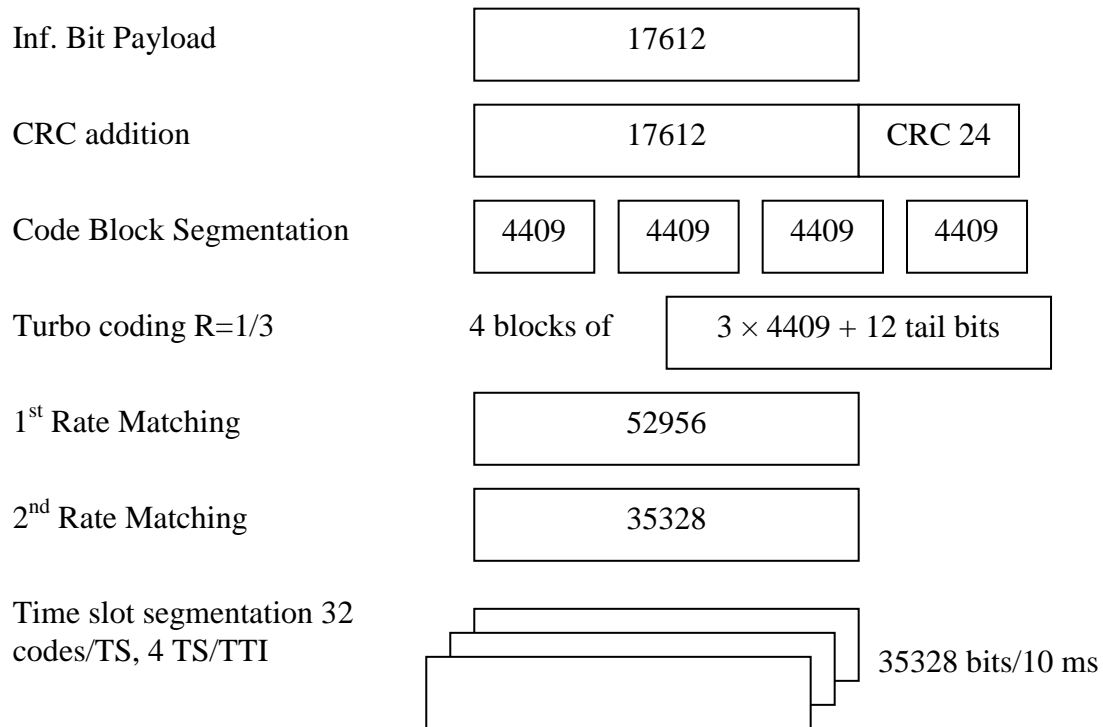 Inf. Bit Payload 17612
CRC addition 17612 CRC 24
Code Block Segmentation 4409 4409 4409 4409
Turbo coding R=1/3 4 blocks of 3 × 4409 + 12 tail bits
1st Rate Matching 52956
2nd Rate Matching 35328
Time slot segmentation 32
codes/TS, 4 TS/TTI 35328 bits/10 ms